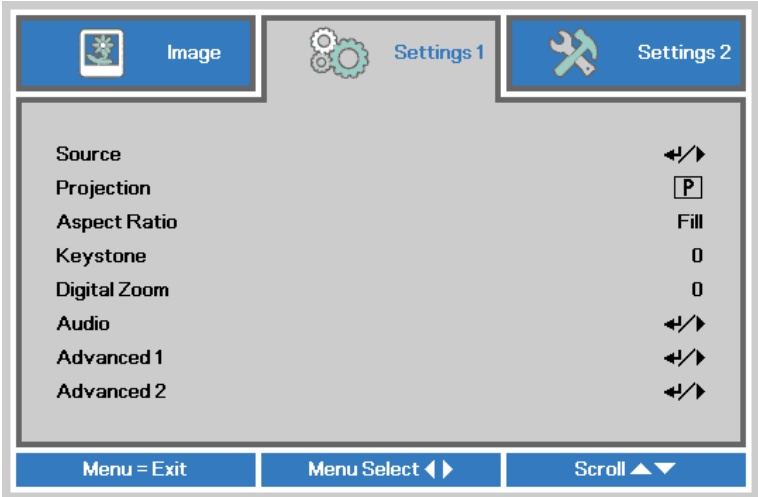 Image Settings 1 Settings 2
Source ↵/▶
Projection P
Aspect Ratio Fill
Keystone 0
Digital Zoom 0
Audio ↵/▶
Advanced 1 ↵/▶
Advanced 2 ↵/▶
Menu = Exit Menu Select ◀▶ Scroll ▲▼